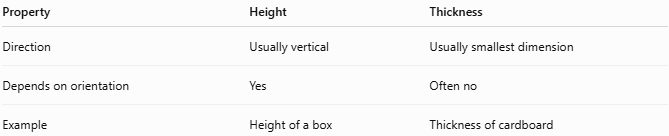 Property Height Thickness
Direction Usually vertical Usually smallest dimension
Depends on orientation Yes Often no
Example Height of a box Thickness of cardboard